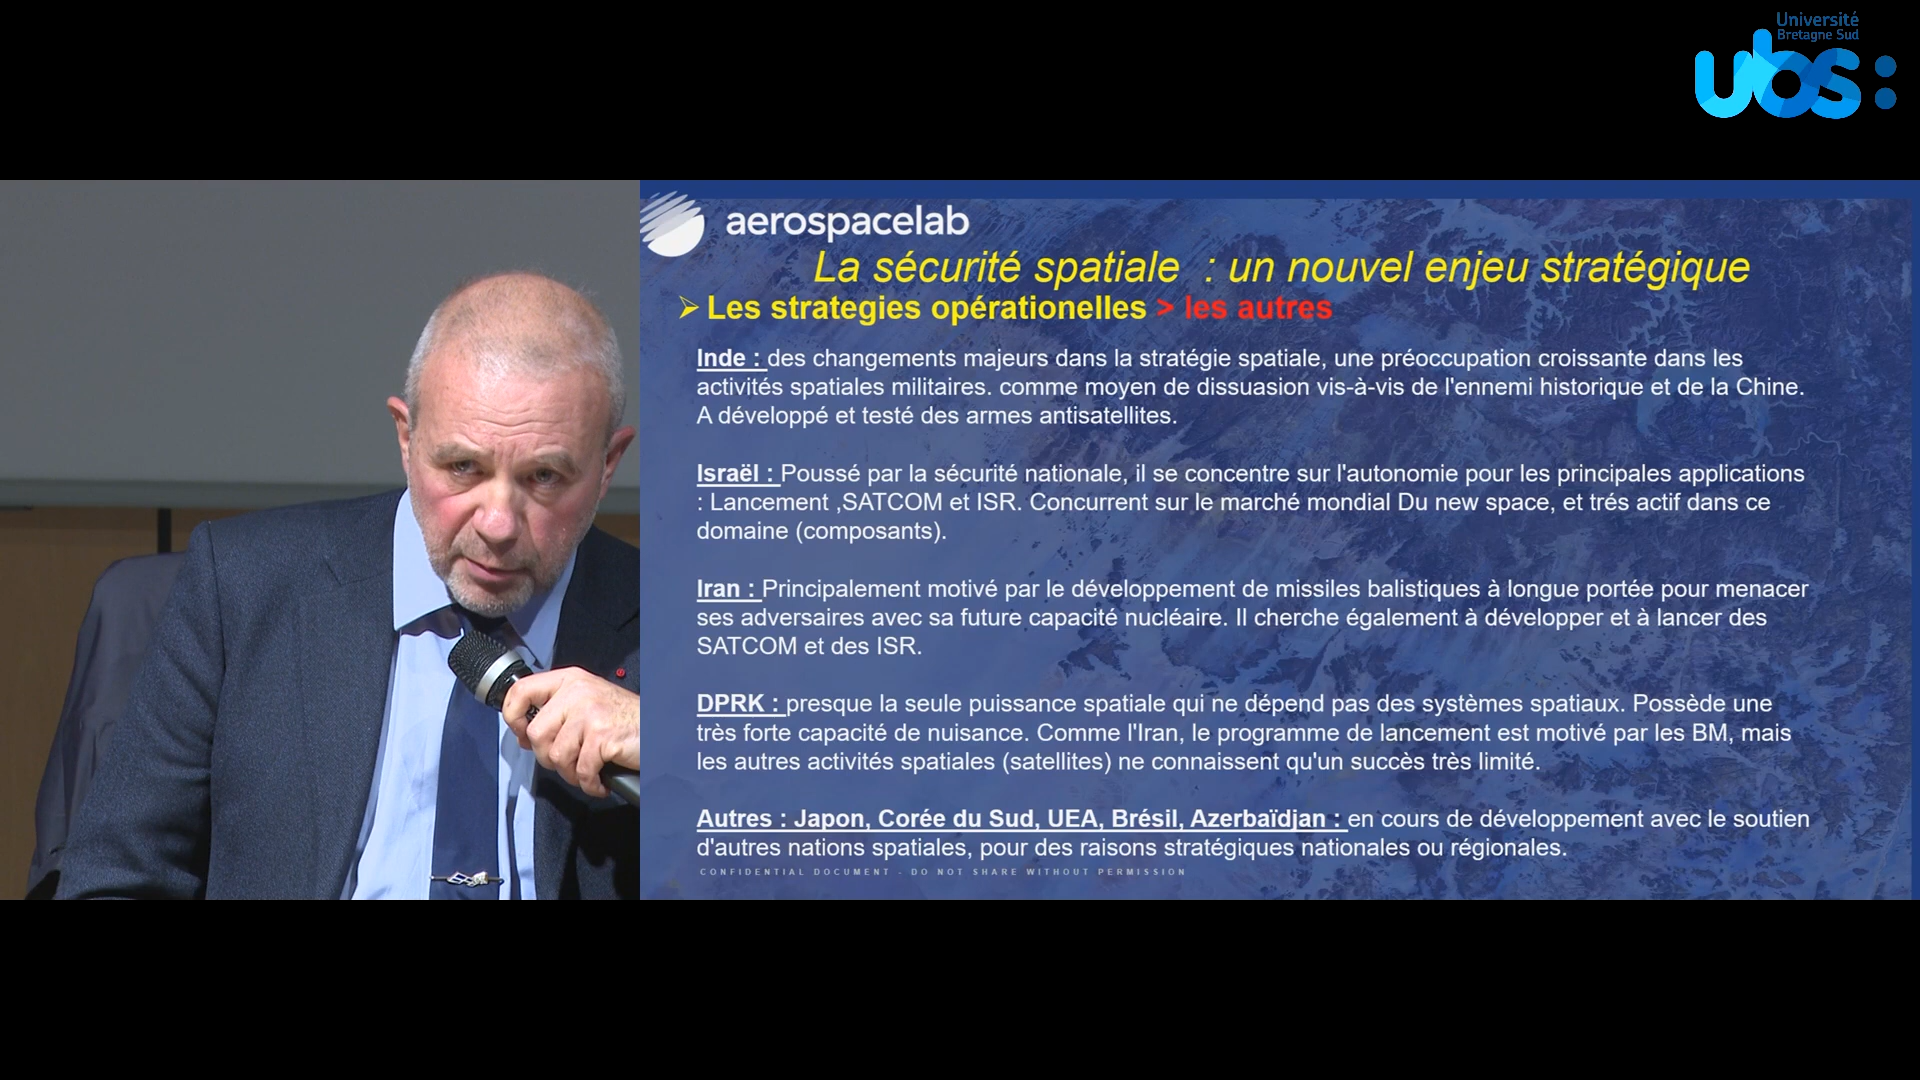 Université
Bretagne Sud
ubs:
aerospacelab
La sécurité spatiale : un nouvel enjeu stratégique
➢ Les strategies opérationelles > les autres
Inde : des changements majeurs dans la stratégie spatiale, une préoccupation croissante dans les
activités spatiales militaires. comme moyen de dissuasion vis-à-vis de l'ennemi historique et de la Chine.
A développé et testé des armes antisatellites.
Israël : Poussé par la sécurité nationale, il se concentre sur l'autonomie pour les principales applications
: Lancement ,SATCOM et ISR. Concurrent sur le marché mondial Du new space, et trés actif dans ce
domaine (composants).
Iran : Principalement motivé par le développement de missiles balistiques à longue portée pour menacer
ses adversaires avec sa future capacité nucléaire. Il cherche également à développer et à lancer des
SATCOM et des ISR.
DPRK : presque la seule puissance spatiale qui ne dépend pas des systèmes spatiaux. Possède une
très forte capacité de nuisance. Comme l'Iran, le programme de lancement est motivé par les BM, mais
les autres activités spatiales (satellites) ne connaissent qu'un succès très limité.
Autres : Japon, Corée du Sud, UEA, Brésil, Azerbaïdjan : en cours de développement avec le soutien
d'autres nations spatiales, pour des raisons stratégiques nationales ou régionales.
CONFIDENTIAL DOCUMENT - DO NOT SHARE WITHOUT PERMISSION